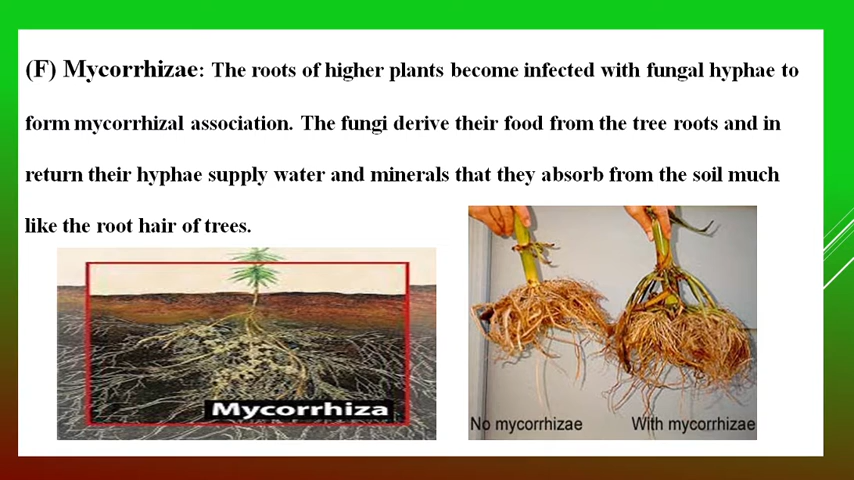 (F) Mycorrhizae: The roots of higher plants become infected with fungal hyphae to
form mycorrhizal association. The fungi derive their food from the tree roots and in
return their hyphae supply water and minerals that they absorb from the soil much
like the root hair of trees.
Mycorrhiza
No mycorrhizae
With mycorrhizae